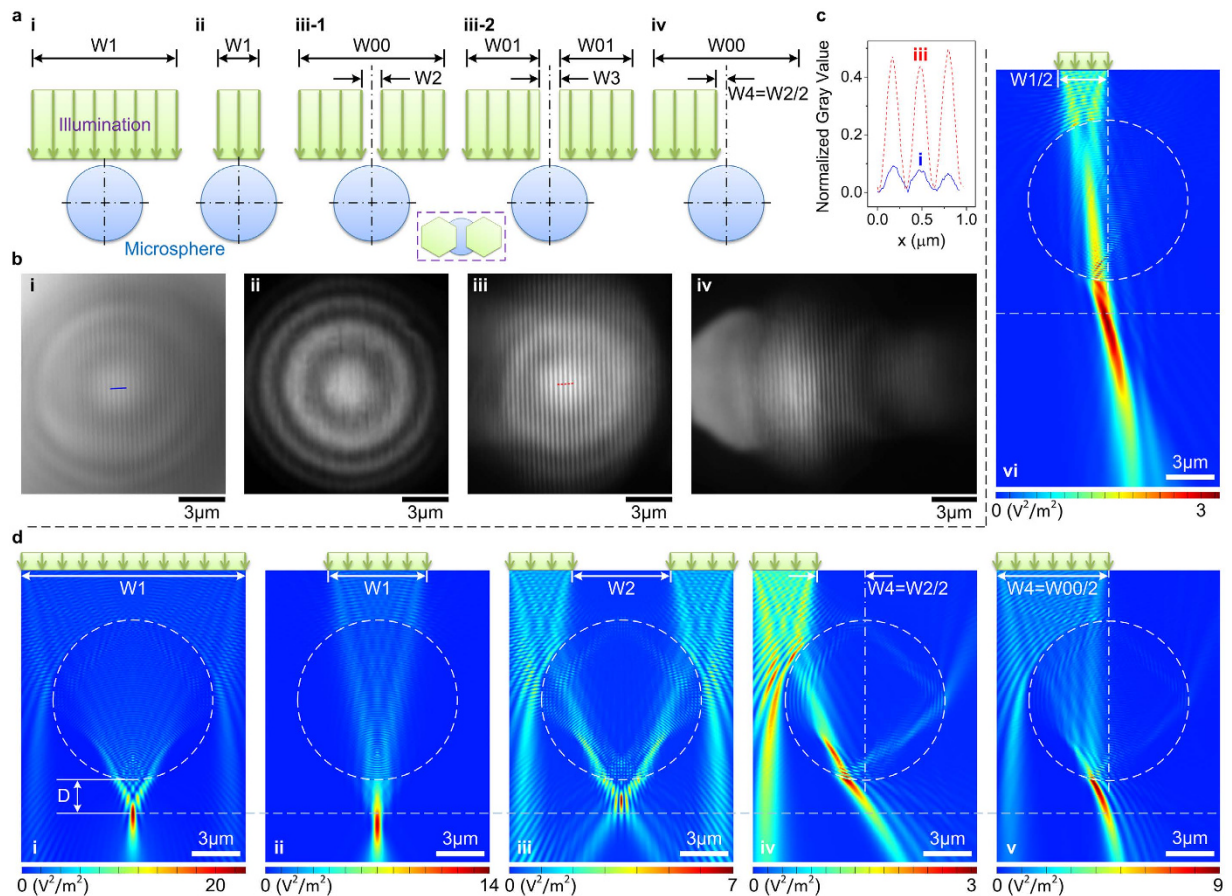 a
i
ii
iii-1
iii-2
iv
W1
W1
W00
W01
W01
W00
W2
W3
W4=W2/2
Illumination
Microsphere
c
Normalized Gray Value
0.4
0.2
0.0
iii
i
0.0
0.5
1.0
x (μm)
W1/2
vi
3μm
0 (V²/m²)
3
b
i
ii
iii
iv
3μm
3μm
3μm
3μm
d
W1
W1
W2
W4=W2/2
W4=W00/2
D
i
ii
iii
iv
v
3μm
3μm
3μm
3μm
3μm
0 (V²/m²)
20
0 (V²/m²)
14
0 (V²/m²)
7
0 (V²/m²)
3
0 (V²/m²)
9